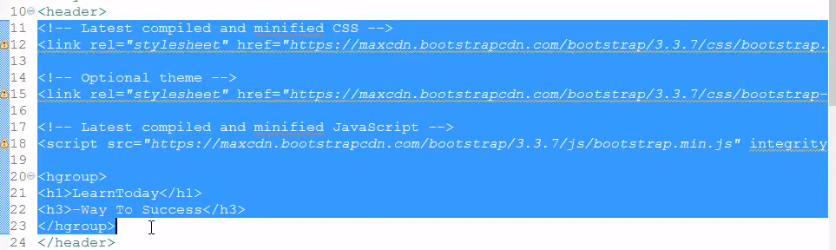 10 <header>
11 <!-- Latest compiled and minified CSS -->
12 <link rel="stylesheet" href="https://maxcdn.bootstrapcdn.com/bootstrap/3.3.7/css/bootstrap.
13
14 <!-- Optional theme -->
15 <link rel="stylesheet" href="https://maxcdn.bootstrapcdn.com/bootstrap/3.3.7/css/bootstrap-
16
17 <!-- Latest compiled and minified JavaScript -->
18 <script src="https://maxcdn.bootstrapcdn.com/bootstrap/3.3.7/js/bootstrap.min.js" integrity
19
20 <hgroup>
21 <h1>LearnToday</h1>
22 <h3>-Way To Success</h3>
23 </hgroup>
24 </header>